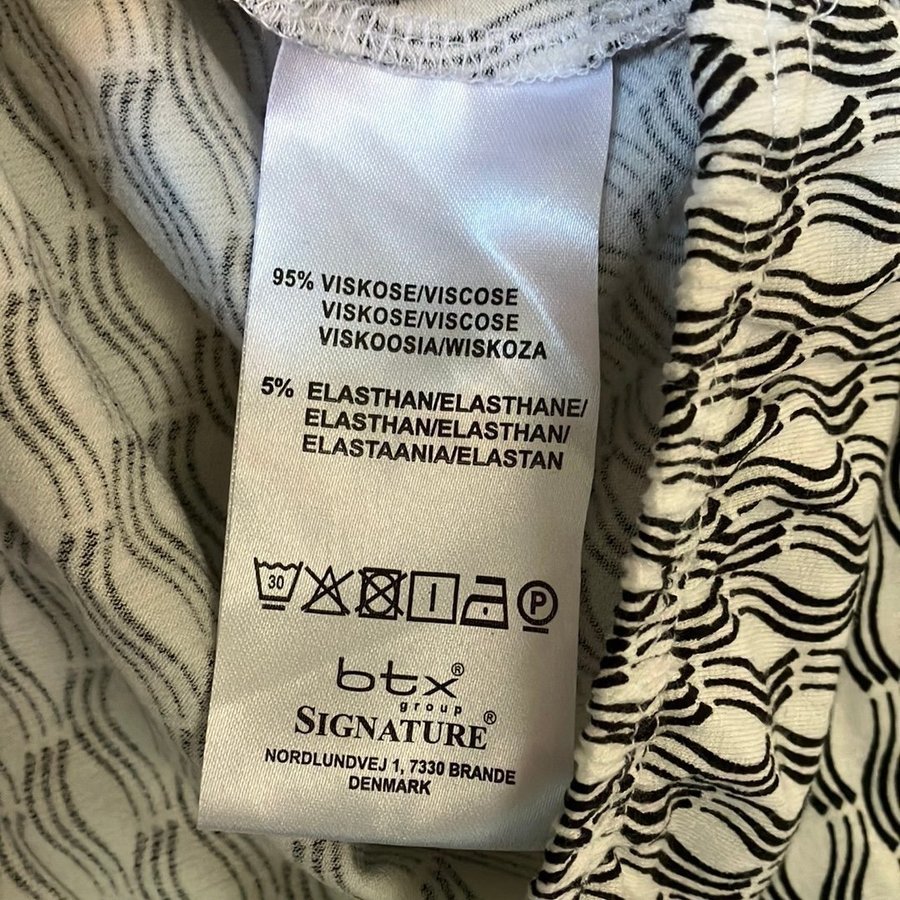 95% VISKOSE/VISCOSE
VISKOSE/VISCOSE
VISKOOSIA/WISKOZA
5% ELASTHAN/ELASTHANE/
ELASTHAN/ELASTHAN/
ELASTAANIA/ELASTAN
30 P
btx®
group
SIGNATURE®
NORDLUNDVEJ 1, 7330 BRANDE
DENMARK